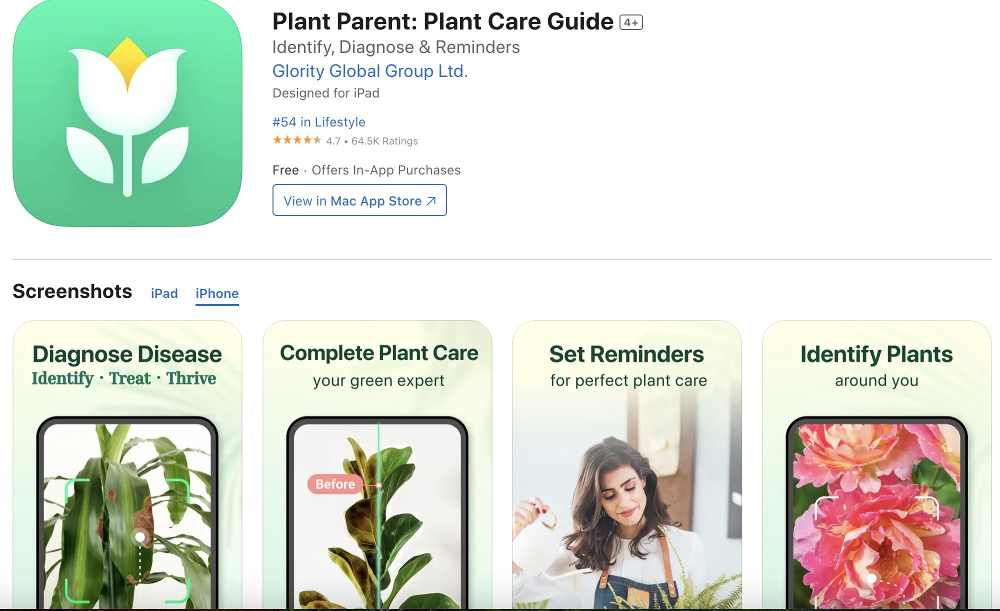 Plant Parent: Plant Care Guide 4+
Identify, Diagnose & Reminders
Glority Global Group Ltd.
Designed for iPad
#54 in Lifestyle
4.7 • 64.5K Ratings
Free · Offers In-App Purchases
View in Mac App Store ↗
Screenshots iPad iPhone
Diagnose Disease
Identify · Treat · Thrive
Complete Plant Care
your green expert
Before
Set Reminders
for perfect plant care
Identify Plants
around you